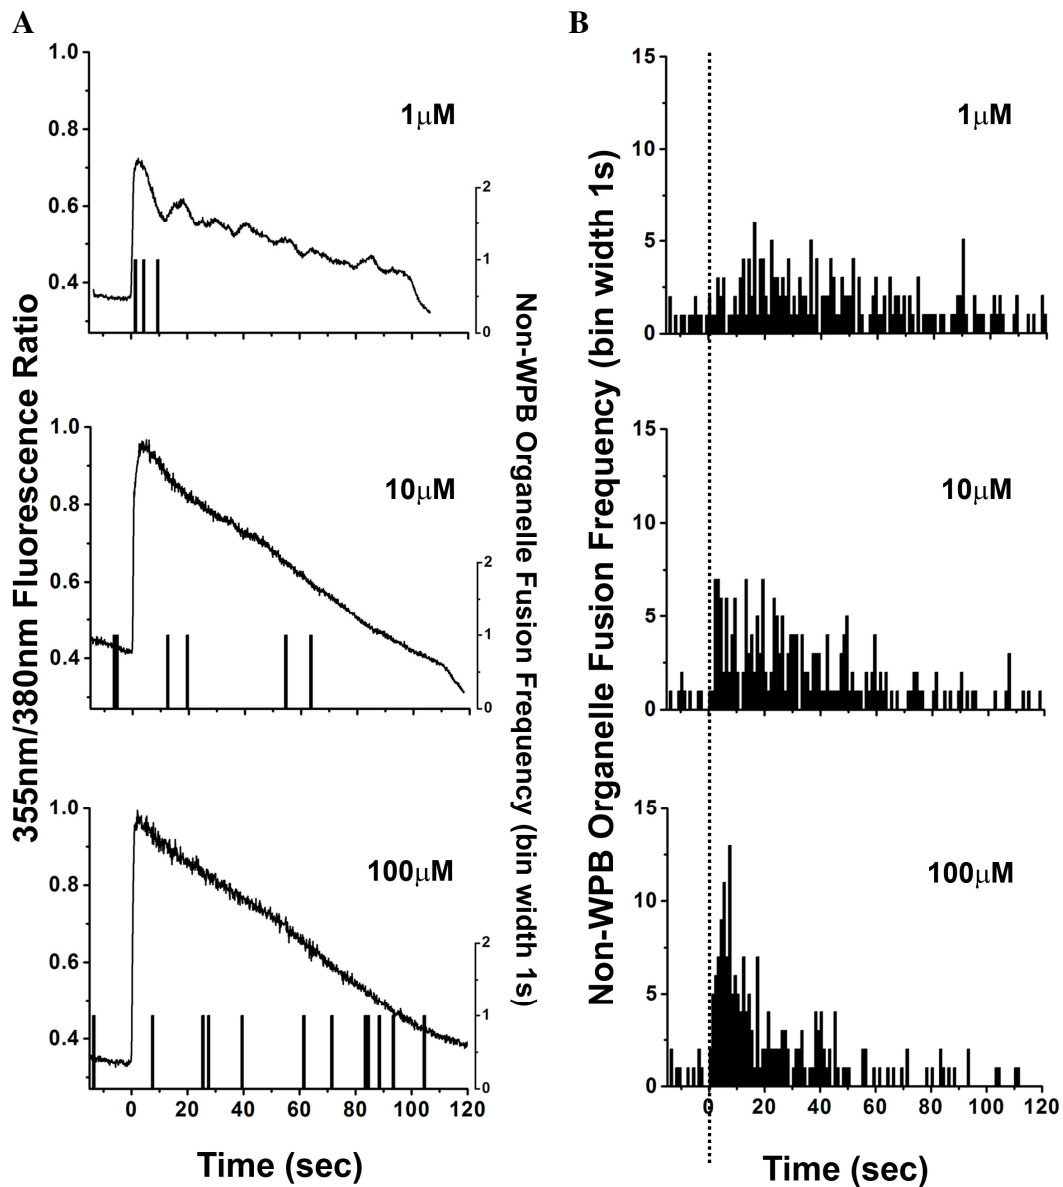 A
B
355nm/380nm Fluorescence Ratio
1.0
0.8
0.6
0.4
1µM
2
1
0
1.0
0.8
0.6
0.4
10µM
2
1
0
1.0
0.8
0.6
0.4
100µM
2
1
0
0 20 40 60 80 100 120
Time (sec)
Non-WPB Organelle Fusion Frequency (bin width 1s)
Non-WPB Organelle Fusion Frequency (bin width 1s)
15
10
5
0
1µM
15
10
5
0
10µM
15
10
5
0
100µM
0 20 40 60 80 100 120
Time (sec)